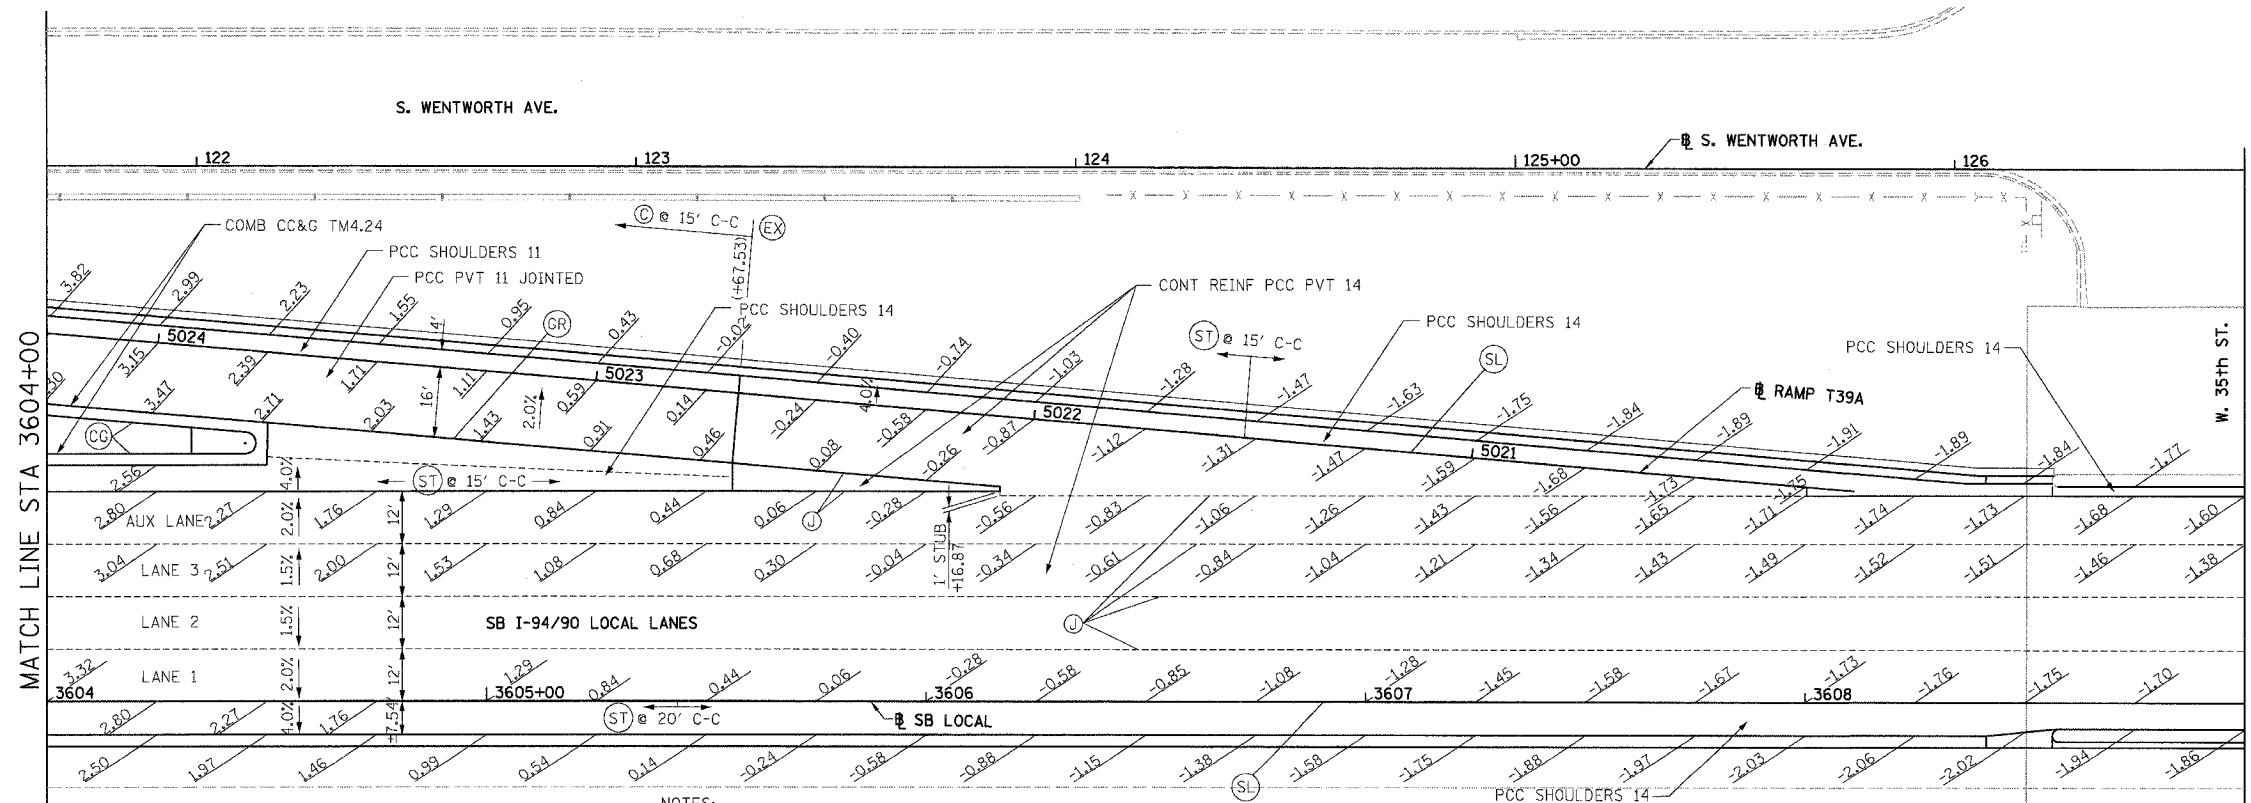 S. WENTWORTH AVE.
℄ S. WENTWORTH AVE.
122 123 124 125+00 126
Ⓒ @ 15' C-C
EX
(+67.53)
COMB CC&G TM4.24
PCC SHOULDERS 11
PCC PVT 11 JOINTED
PCC SHOULDERS 14
CONT REINF PCC PVT 14
ST @ 15' C-C
PCC SHOULDERS 14
SL
PCC SHOULDERS 14
℄ RAMP T39A
W. 35th ST.
MATCH LINE STA 3604+00
3.82 2.99 2.23 1.55 0.95 0.43 -0.02 -0.40 -0.74 -1.03 -1.28 -1.47 -1.63 -1.75 -1.84 -1.89 -1.91 -1.89 -1.84 -1.77
4'
GR
5024 5023 5022 5021
3.15 2.39 1.71 1.11 0.59 0.14 -0.24 -0.58 -0.87 -1.12 -1.31 -1.47 -1.59 -1.68 -1.73 -1.75
16'
2.0%
4.0%
3.47 2.71 2.03 1.43 0.91 0.46 0.08 -0.26
CG
2.56
4.0%
ST @ 15' C-C
2.80 2.27 1.76 1.29 0.84 0.44 0.06 -0.28 -0.56 -0.83 -1.06 -1.26 -1.43 -1.56 -1.65 -1.71 -1.74 -1.73 -1.68 -1.60
AUX LANE
2.0%
12'
J
1' STUB
+16.87
3.04 2.51 2.00 1.53 1.08 0.68 0.30 -0.04 -0.34 -0.61 -0.84 -1.04 -1.21 -1.34 -1.43 -1.49 -1.52 -1.51 -1.46 -1.38
LANE 3
1.5%
12'
LANE 2
1.5%
12'
SB I-94/90 LOCAL LANES
J
LANE 1
2.0%
12'
3.32 1.29 0.84 0.44 0.06 -0.28 -0.58 -0.85 -1.08 -1.28 -1.45 -1.58 -1.67 -1.73 -1.76 -1.75 -1.70
3604 3605+00 3606 3607 3608
2.80 2.27 1.76
4.0%
±7.54'
ST @ 20' C-C
℄ SB LOCAL
2.50 1.97 1.46 0.99 0.54 0.14 -0.24 -0.58 -0.88 -1.15 -1.38 -1.58 -1.75 -1.88 -1.97 -2.03 -2.06 -2.02 -1.94 -1.86
SL
PCC SHOULDERS 14
NOTES: